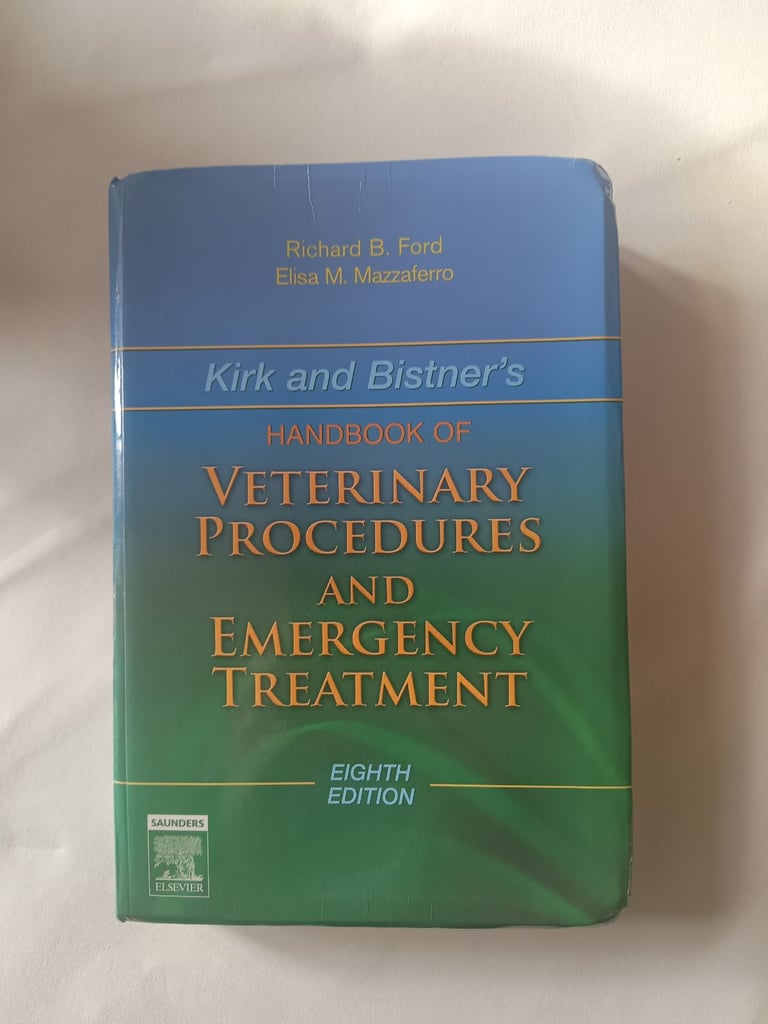 Richard B. Ford
Elisa M. Mazzaferro
Kirk and Bistner's
HANDBOOK OF
VETERINARY
PROCEDURES
AND
EMERGENCY
TREATMENT
EIGHTH
EDITION
SAUNDERS
ELSEVIER